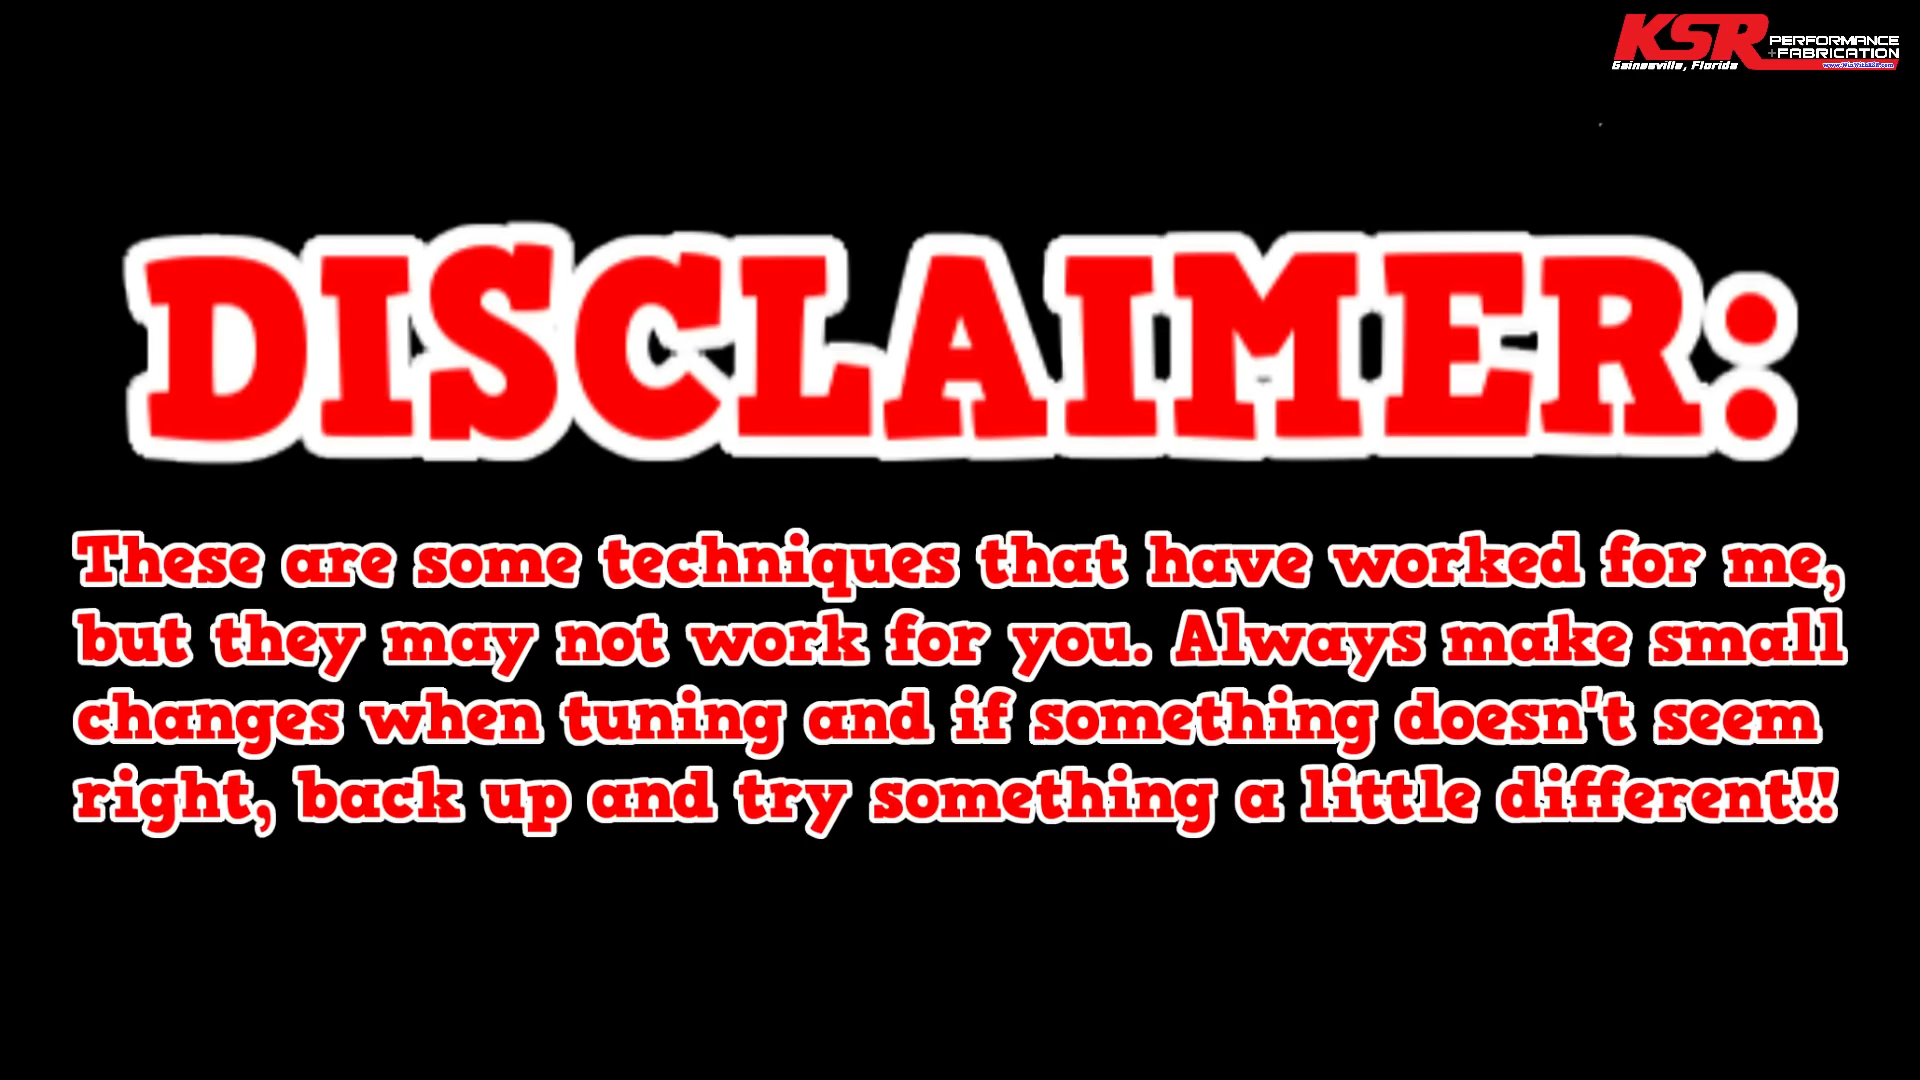 KSR PERFORMANCE
+FABRICATION
Gainesville, Florida
DISCLAIMER:
These are some techniques that have worked for me,
but they may not work for you. Always make small
changes when tuning and if something doesn't seem
right, back up and try something a little different!!